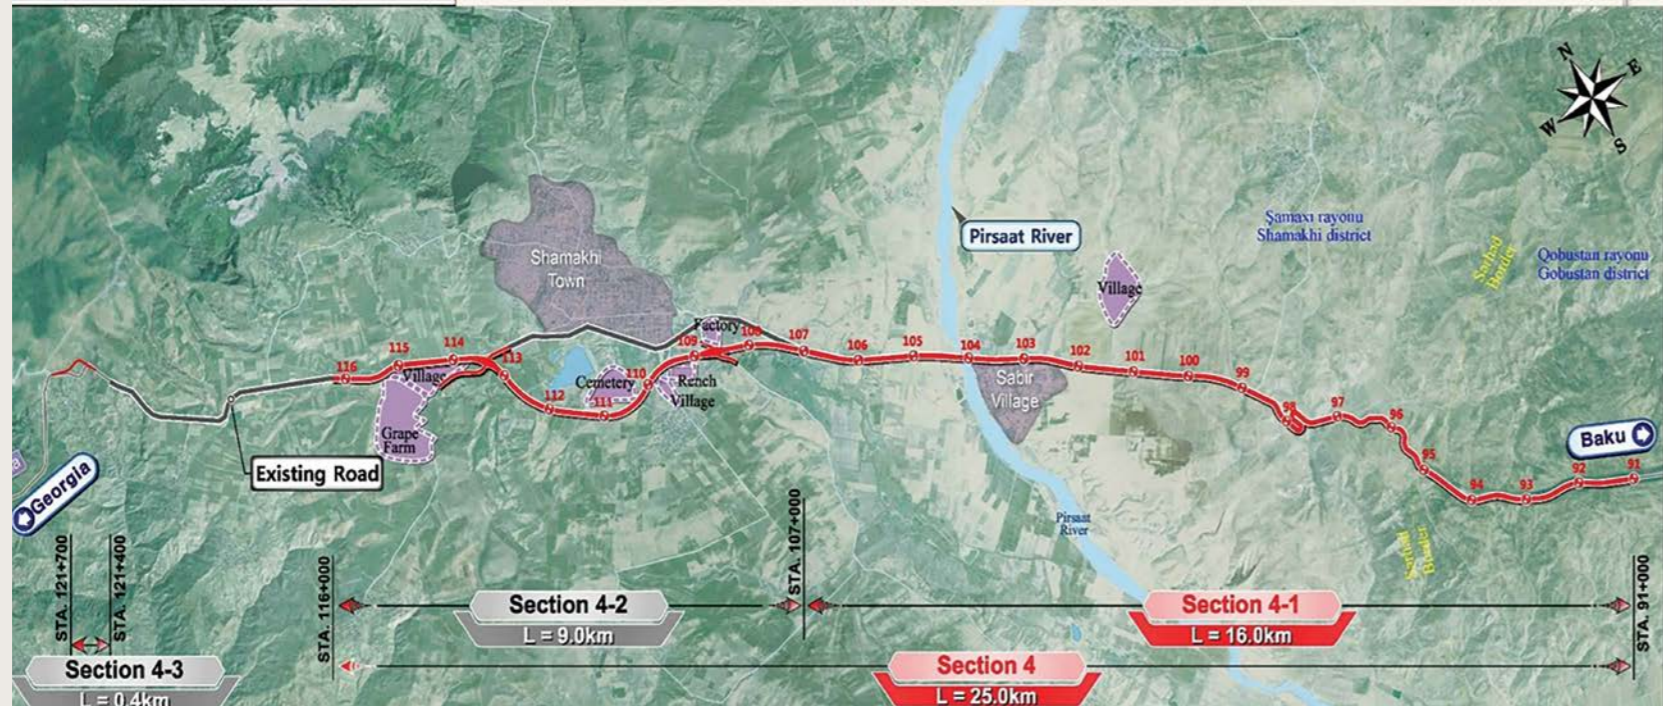 N
E
W
S
Pirsaat River
Şamaxı rayonu
Shamakhi district
Sərhəd
Border
Qobustan rayonu
Gobustan district
Shamakhi
Town
Village
Factory
116
115
114
113
112
111
110
109
108
107
106
105
104
103
102
101
100
99
98
97
96
95
94
93
92
91
Village
Cemetery
Rench
Village
Sabir
Village
Grape
Farm
Baku
Existing Road
Georgia
Pirsaat
River
Border
STA. 121+700
STA. 121+400
STA. 116+000
STA. 107+000
STA. 91+000
Section 4-2
L = 9.0km
Section 4-1
L = 16.0km
Section 4-3
L = 0.4km
Section 4
L = 25.0km